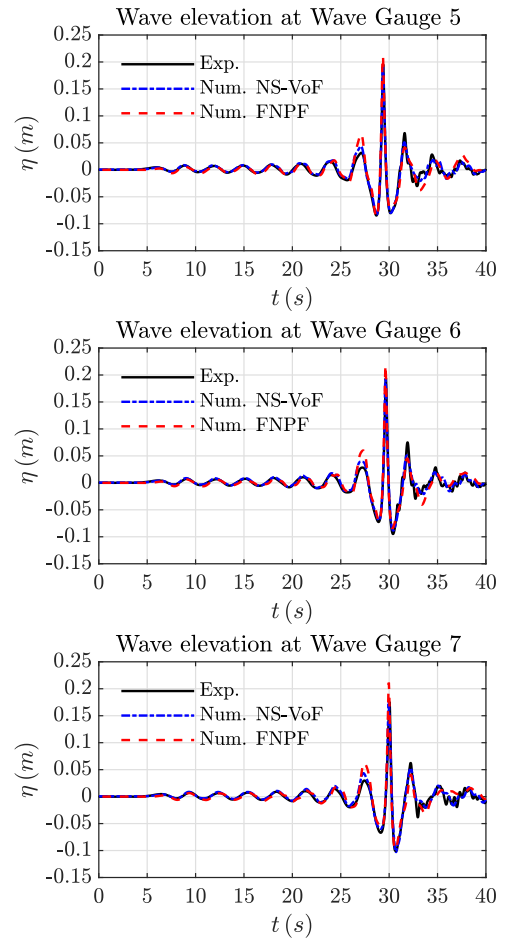 Wave elevation at Wave Gauge 5
0.25
0.2
0.15
0.1
0.05
0
-0.05
-0.1
-0.15
η (m)
Exp.
Num. NS-VoF
Num. FNPF
0 5 10 15 20 25 30 35 40
t (s)
Wave elevation at Wave Gauge 6
0.25
0.2
0.15
0.1
0.05
0
-0.05
-0.1
-0.15
η (m)
Exp.
Num. NS-VoF
Num. FNPF
0 5 10 15 20 25 30 35 40
t (s)
Wave elevation at Wave Gauge 7
0.25
0.2
0.15
0.1
0.05
0
-0.05
-0.1
-0.15
η (m)
Exp.
Num. NS-VoF
Num. FNPF
0 5 10 15 20 25 30 35 40
t (s)